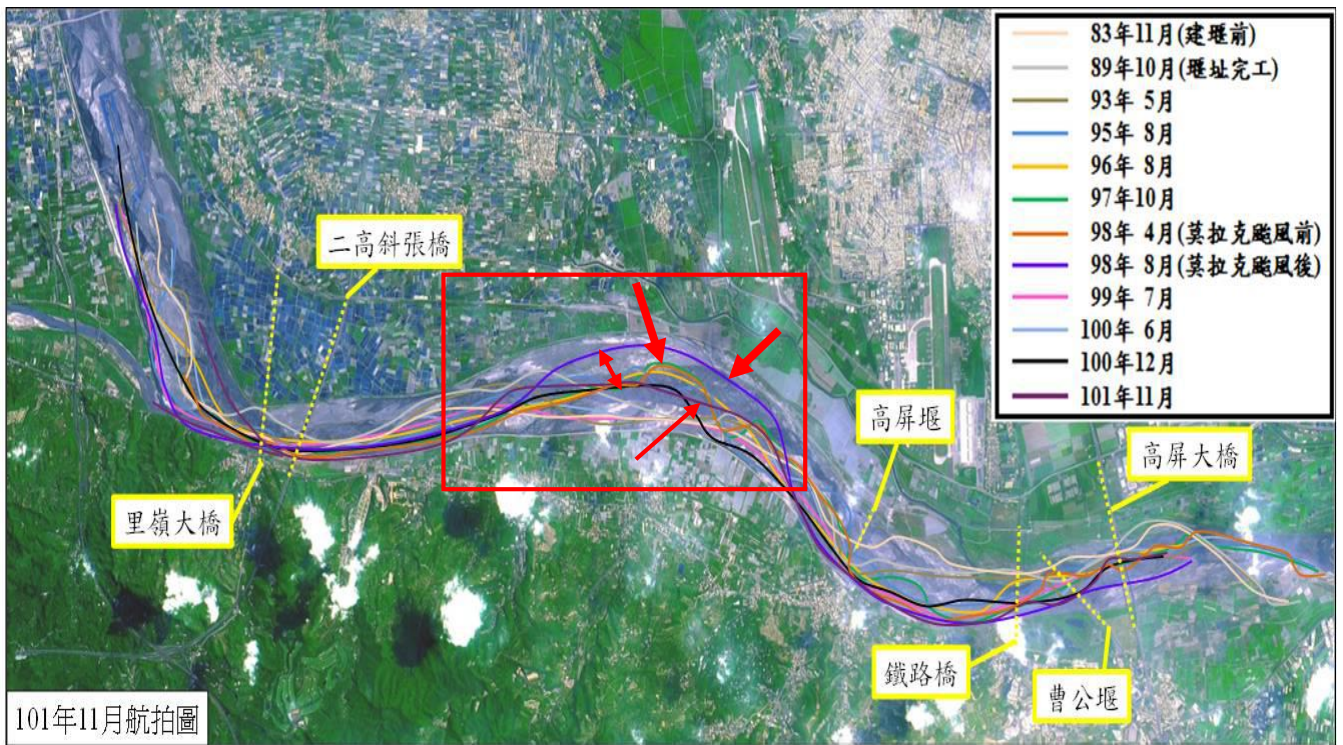 83年11月(建堰前)
89年10月(堰址完工)
93年 5月
95年 8月
96年 8月
97年10月
98年 4月(莫拉克颱風前)
98年 8月(莫拉克颱風後)
99年 7月
100年 6月
100年12月
101年11月
二高斜張橋
高屏堰
高屏大橋
里嶺大橋
鐵路橋
曹公堰
101年11月航拍圖